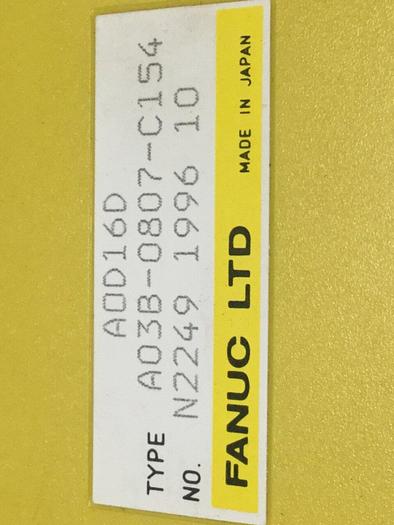 AOD16D
TYPE A03B-0807-C154
NO. N2249 1996 10
FANUC LTD MADE IN JAPAN